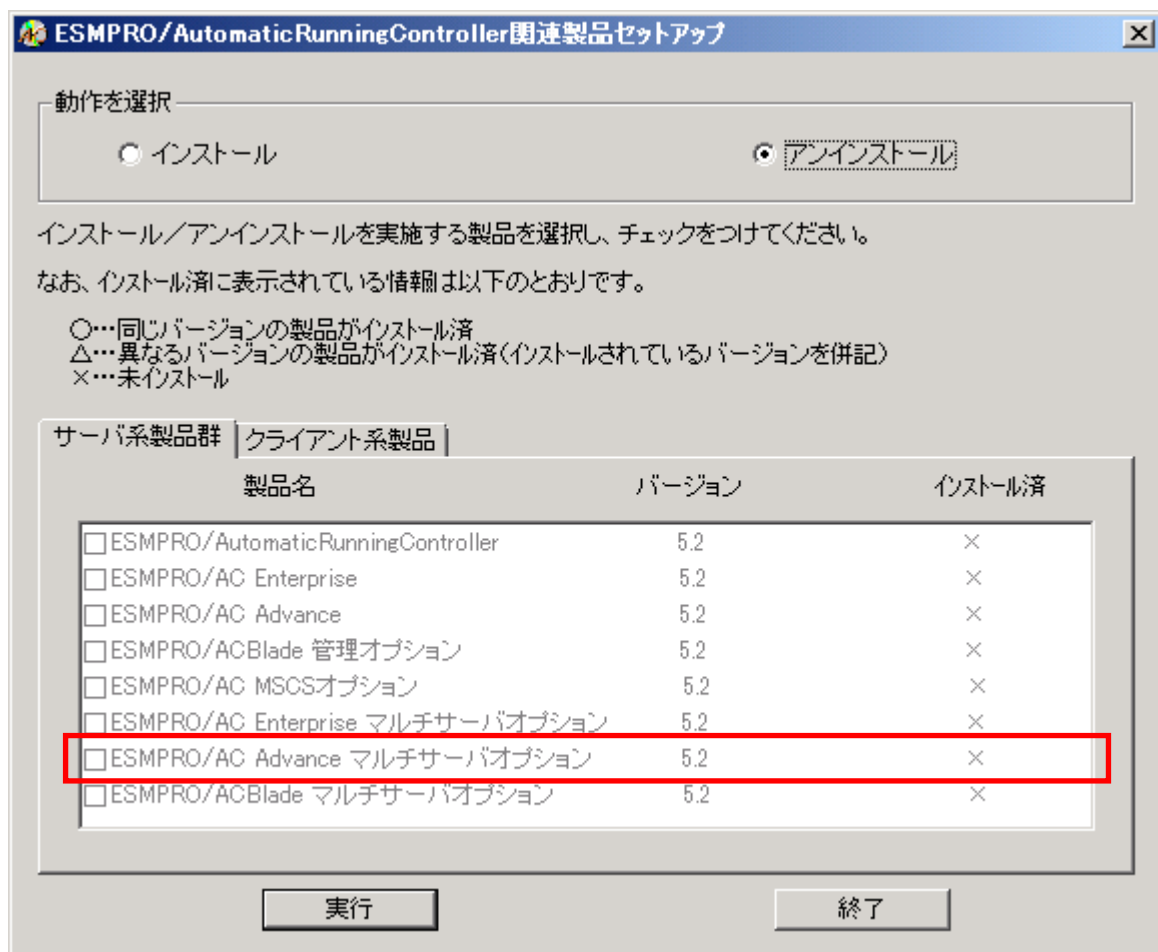 ESMPRO/AutomaticRunningController関連製品セットアップ
動作を選択
インストール
アンインストール
インストール／アンインストールを実施する製品を選択し、チェックをつけてください。
なお、インストール済に表示されている情報は以下のとおりです。
○…同じバージョンの製品がインストール済
△…異なるバージョンの製品がインストール済（インストールされているバージョンを併記）
×…未インストール
サーバ系製品群 クライアント系製品
製品名 バージョン インストール済
ESMPRO/AutomaticRunningController 5.2 ×
ESMPRO/AC Enterprise 5.2 ×
ESMPRO/AC Advance 5.2 ×
ESMPRO/ACBlade 管理オプション 5.2 ×
ESMPRO/AC MSCSオプション 5.2 ×
ESMPRO/AC Enterprise マルチサーバオプション 5.2 ×
ESMPRO/AC Advance マルチサーバオプション 5.2 ×
ESMPRO/ACBlade マルチサーバオプション 5.2 ×
実行 終了